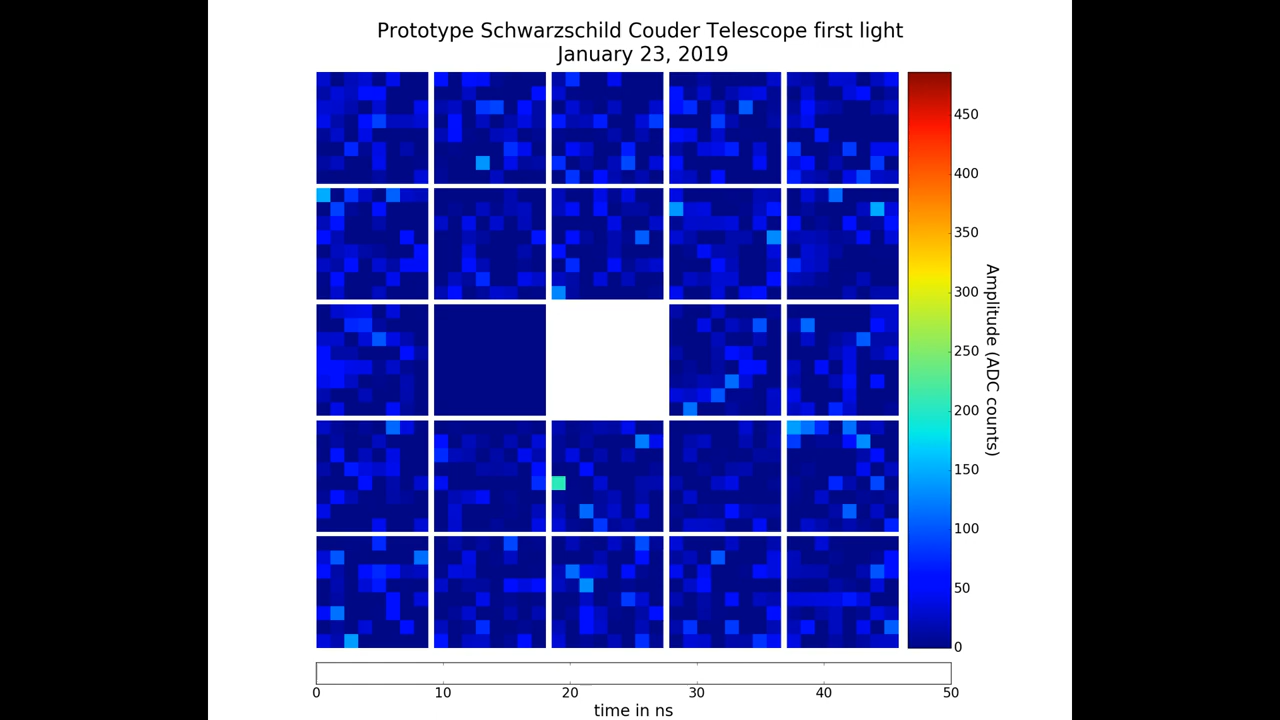 Prototype Schwarzschild Couder Telescope first light
January 23, 2019
450
400
350
300
250
200
150
100
50
0
Amplitude (ADC counts)
0 10 20 30 40 50
time in ns